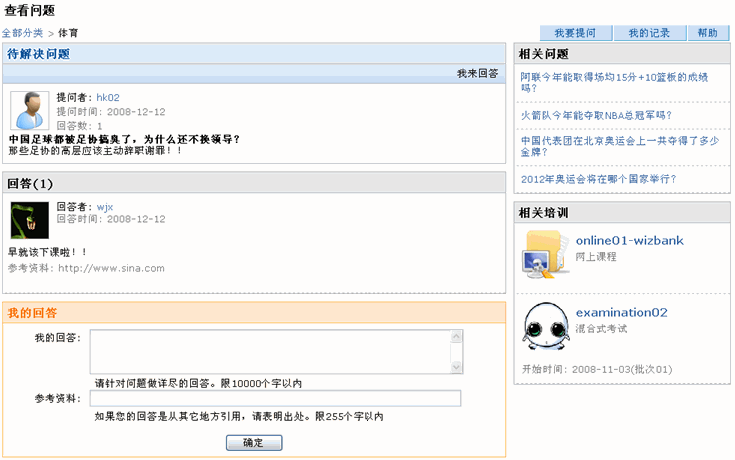 查看问题
全部分类 > 体育
我要提问 我的记录 帮助
待解决问题
我来回答
提问者: hk02
提问时间: 2008-12-12
回答数: 1
中国足球都被足协搞臭了，为什么还不换领导？
那些足协的高层应该主动辞职谢罪！！
回答(1)
回答者: wjx
回答时间: 2008-12-12
早就该下课啦！！
参考资料: http://www.sina.com
我的回答
我的回答:
请针对问题做详尽的回答。限10000个字以内
参考资料:
如果您的回答是从其它地方引用，请表明出处。限255个字以内
确定
相关问题
阿联今年能取得场均15分+10篮板的成绩
吗？
火箭队今年能夺取NBA总冠军吗？
中国代表团在北京奥运会上一共夺得了多少
金牌？
2012年奥运会将在哪个国家举行？
相关培训
online01-wizbank
网上课程
examination02
混合式考试
开始时间: 2008-11-03(批次01)